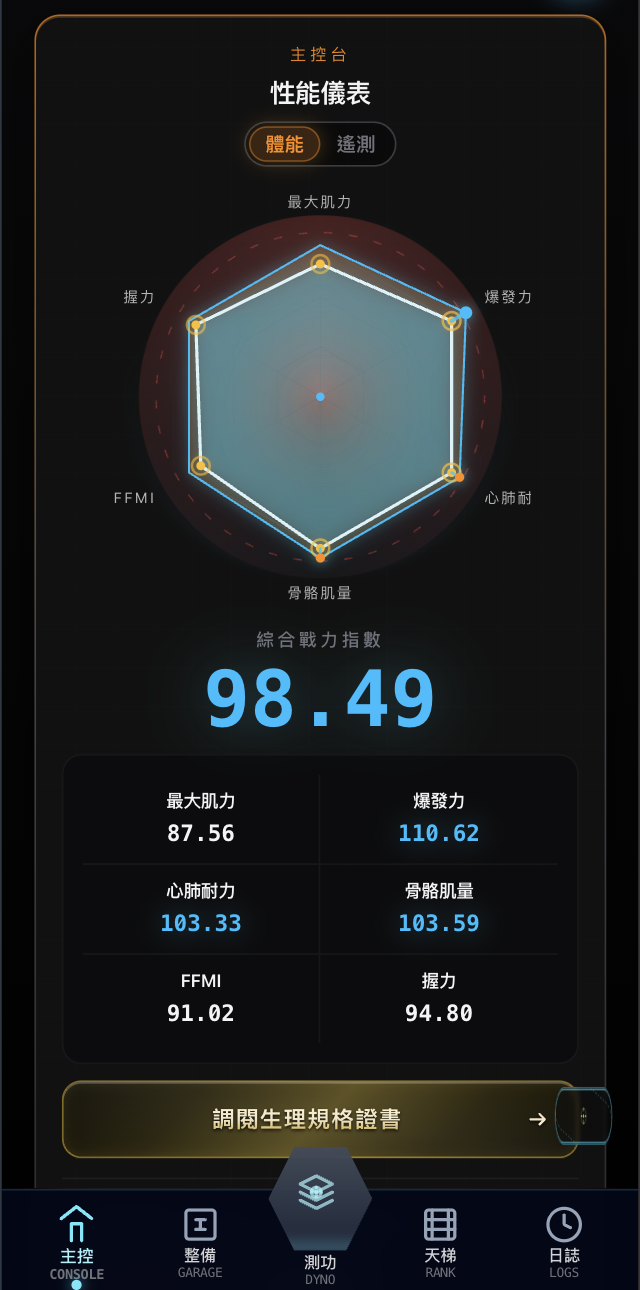 主控台
性能儀表
體能 遙測
最大肌力
握力 爆發力
FFMI 心肺耐
骨骼肌量
綜合戰力指數
98.49
最大肌力 爆發力
87.56 110.62
心肺耐力 骨骼肌量
103.33 103.59
FFMI 握力
91.02 94.80
調閱生理規格證書 →
主控 整備 測功 天梯 日誌
CONSOLE GARAGE DYNO RANK LOGS